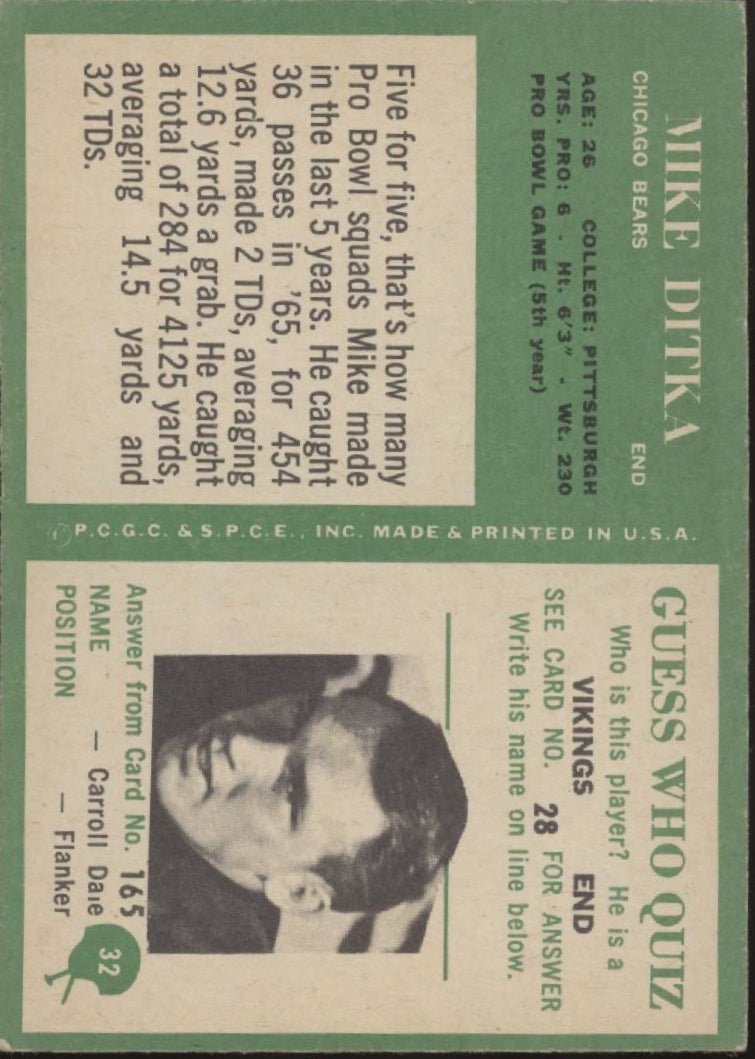 MIKE DITKA
CHICAGO BEARS END
AGE: 26 COLLEGE: PITTSBURGH
YRS. PRO: 6 - Ht. 6'3" - Wt. 230
PRO BOWL GAME (5th year)
Five for five, that's how many
Pro Bowl squads Mike made
in the last 5 years. He caught
36 passes in '65, for 454
yards, made 2 TDs, averaging
12.6 yards a grab. He caught
a total of 284 for 4125 yards,
averaging 14.5 yards and
32 TDs.
©P.C.G.C. & S.P.C.E., INC. MADE & PRINTED IN U.S.A.
GUESS WHO QUIZ
Who is this player? He is a
VIKINGS END
SEE CARD NO. 28 FOR ANSWER
Write his name on line below.
Answer from Card No. 165
NAME — Carroll Dale
POSITION — Flanker
32